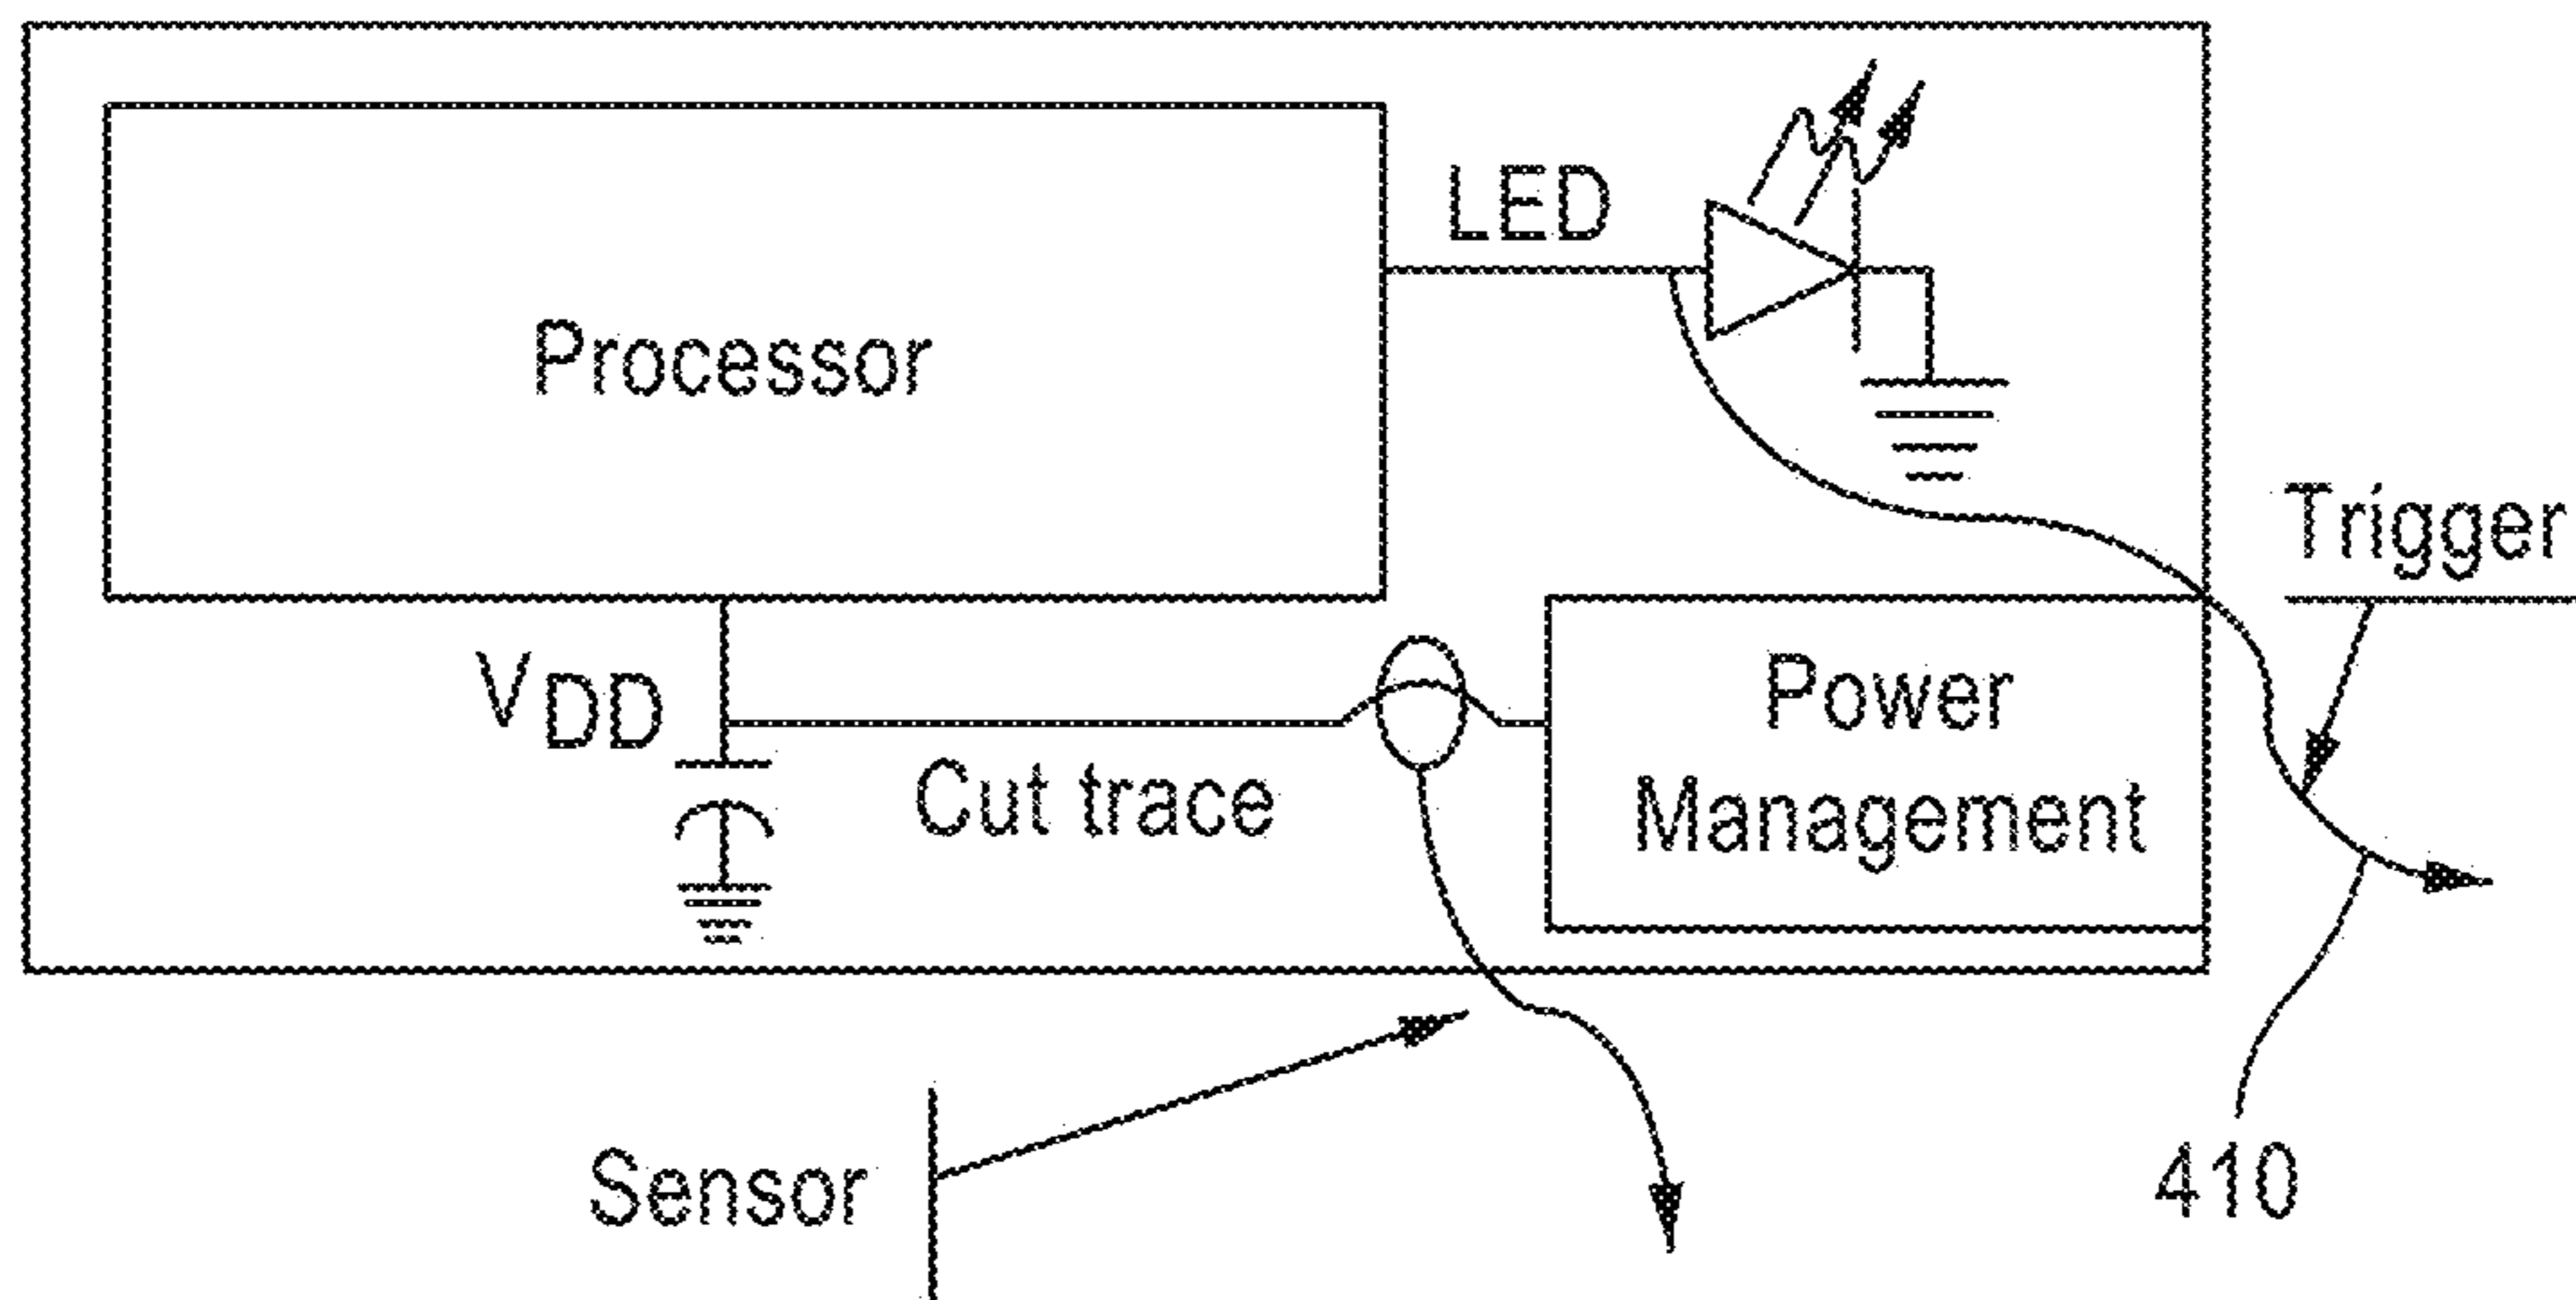 LED
Processor
Trigger
VDD
Cut trace
Power
Management
Sensor
410